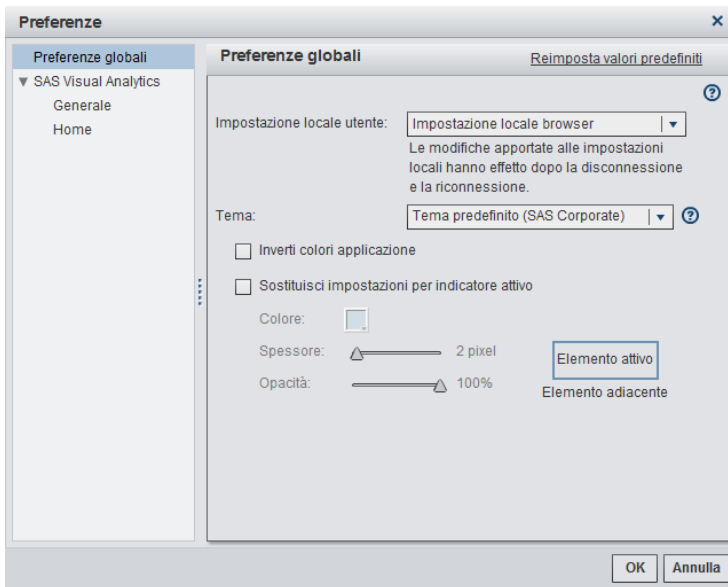 Preferenze
Preferenze globali
SAS Visual Analytics
Generale
Home
Preferenze globali
Reimposta valori predefiniti
Impostazione locale utente:
Impostazione locale browser
Le modifiche apportate alle impostazioni
locali hanno effetto dopo la disconnessione
e la riconnessione.
Tema:
Tema predefinito (SAS Corporate)
Inverti colori applicazione
Sostituisci impostazioni per indicatore attivo
Colore:
Spessore:
2 pixel
Opacità:
100%
Elemento attivo
Elemento adiacente
OK
Annulla